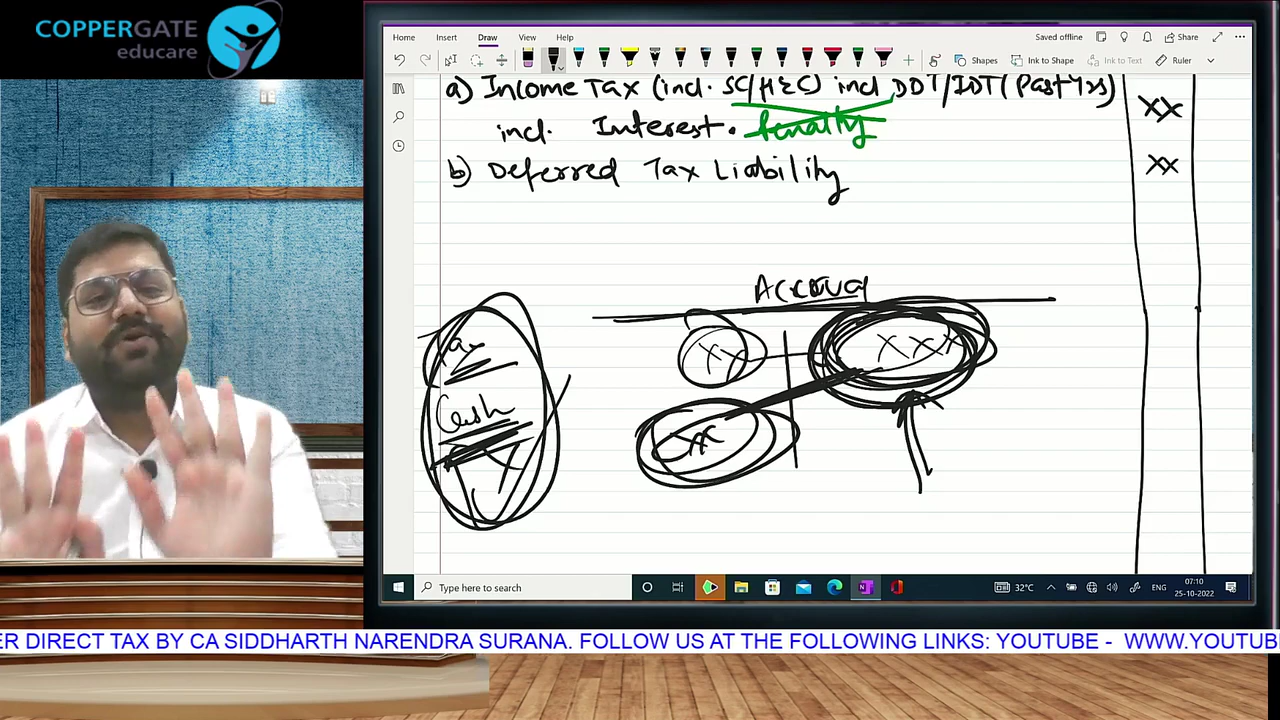 COPPERGATE
educare
Home Insert Draw View Help
Saved offline
Share
Shapes
Ink to Shape
Ink to Text
Ruler
a) Income Tax (incl. SC/HEC) incl DDT/IDT (Past Yrs)
XX
incl. Interest. Penalty
b) Deferred Tax Liability
XX
Accrual
Tax
XX
XXX
Cash
XX
Type here to search
32°C
ENG
07:10
25-10-2022
ER DIRECT TAX BY CA SIDDHARTH NARENDRA SURANA. FOLLOW US AT THE FOLLOWING LINKS: YOUTUBE - WWW.YOUTUB